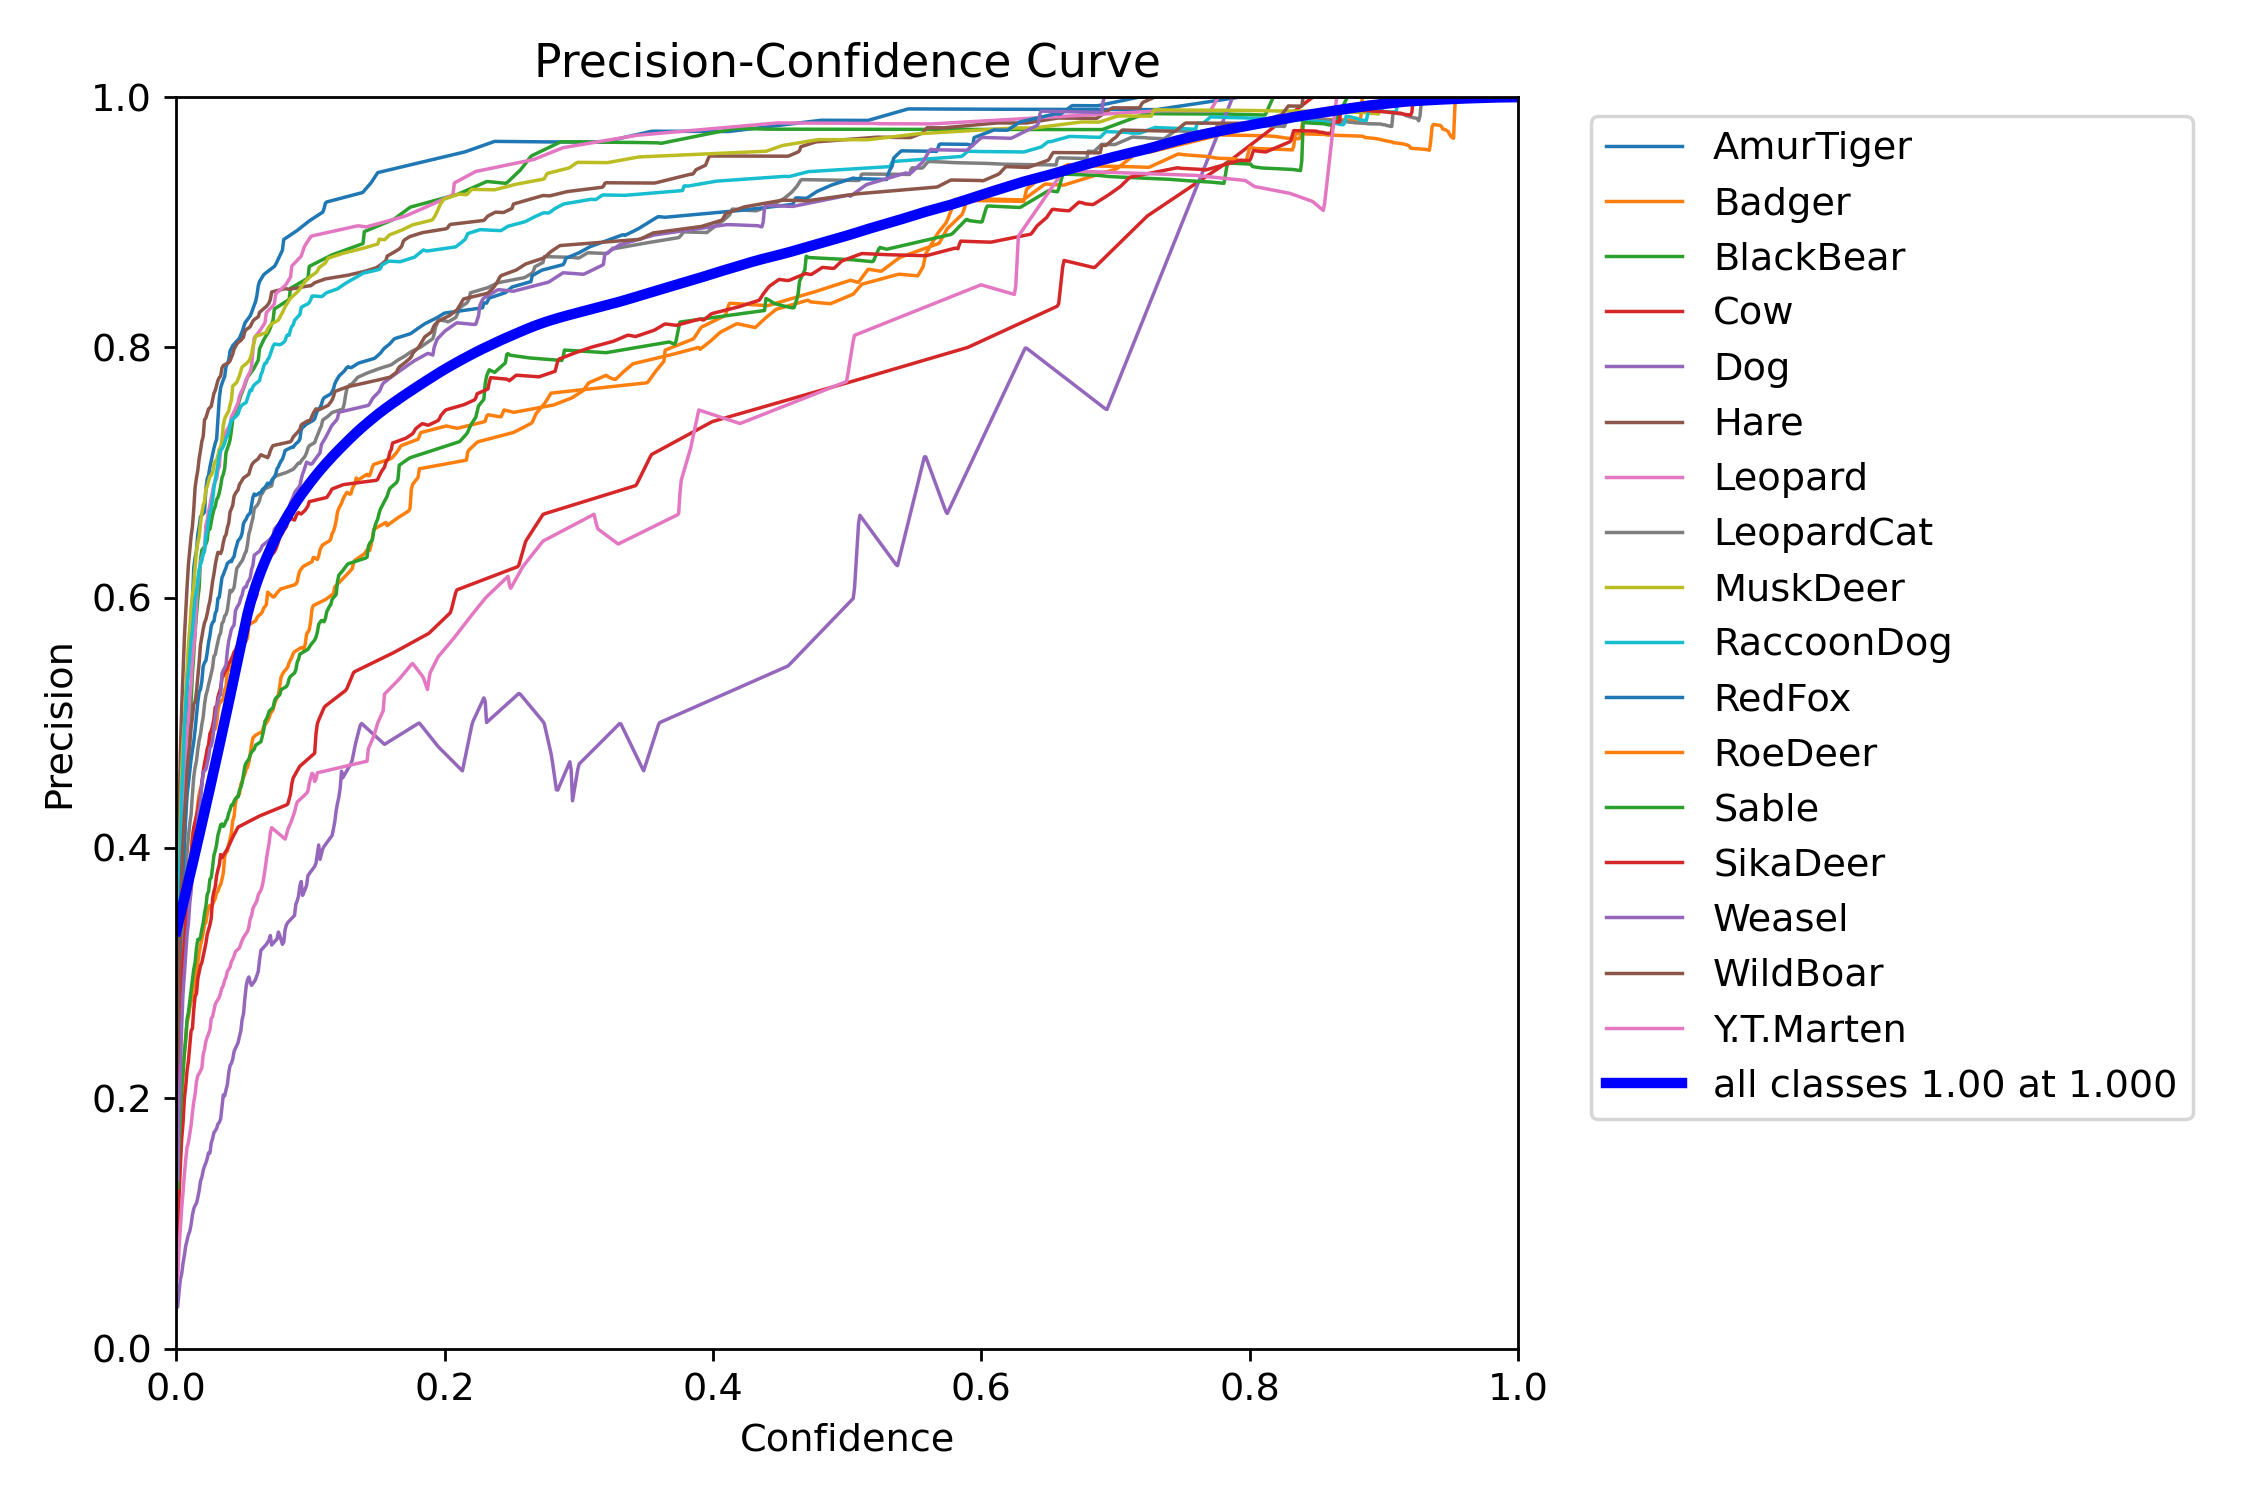 Precision-Confidence Curve
1.0
0.8
0.6
0.4
0.2
0.0
Precision
0.0 0.2 0.4 0.6 0.8 1.0
Confidence
AmurTiger
Badger
BlackBear
Cow
Dog
Hare
Leopard
LeopardCat
MuskDeer
RaccoonDog
RedFox
RoeDeer
Sable
SikaDeer
Weasel
WildBoar
Y.T.Marten
all classes 1.00 at 1.000